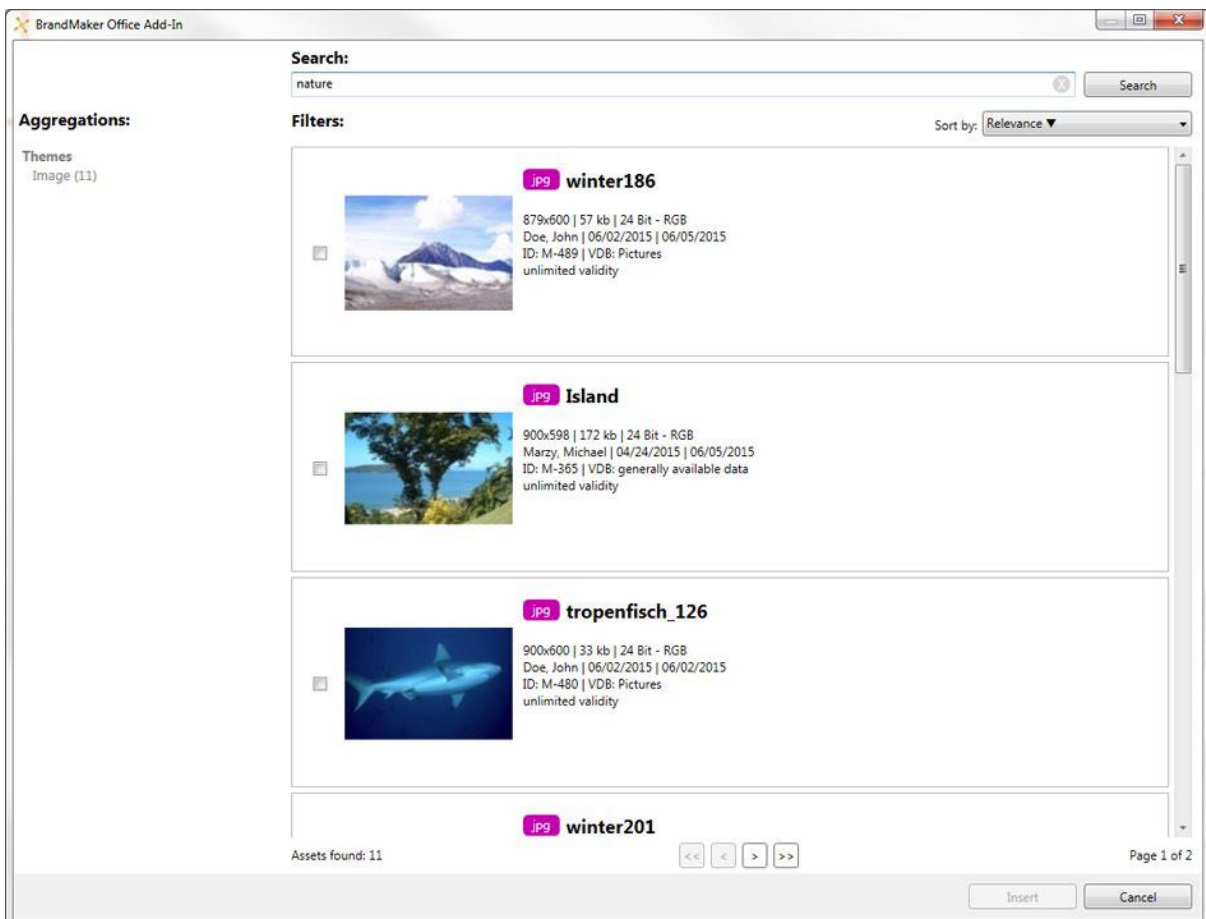 BrandMaker Office Add-In
Search:
nature
Search
Aggregations:
Filters:
Sort by: Relevance ▼
Themes
Image (11)
jpg winter186
879x600 | 57 kb | 24 Bit - RGB
Doe, John | 06/02/2015 | 06/05/2015
ID: M-489 | VDB: Pictures
unlimited validity
jpg Island
900x598 | 172 kb | 24 Bit - RGB
Marzy, Michael | 04/24/2015 | 06/05/2015
ID: M-365 | VDB: generally available data
unlimited validity
jpg tropenfisch_126
900x600 | 33 kb | 24 Bit - RGB
Doe, John | 06/02/2015 | 06/02/2015
ID: M-480 | VDB: Pictures
unlimited validity
jpg winter201
Assets found: 11
<< < > >>
Page 1 of 2
Insert
Cancel